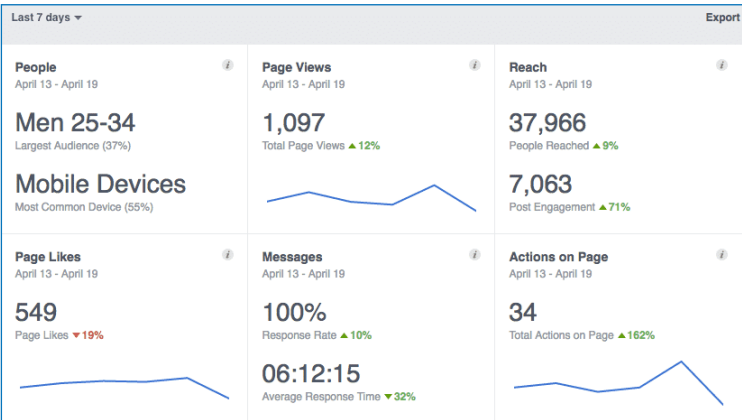 Last 7 days
Export
People
April 13 - April 19
Men 25-34
Largest Audience (37%)
Mobile Devices
Most Common Device (55%)
Page Views
April 13 - April 19
1,097
Total Page Views ▲ 12%
Reach
April 13 - April 19
37,966
People Reached ▲ 9%
7,063
Post Engagement ▲ 71%
Page Likes
April 13 - April 19
549
Page Likes ▼ 19%
Messages
April 13 - April 19
100%
Response Rate ▲ 10%
06:12:15
Average Response Time ▼ 32%
Actions on Page
April 13 - April 19
34
Total Actions on Page ▲ 162%